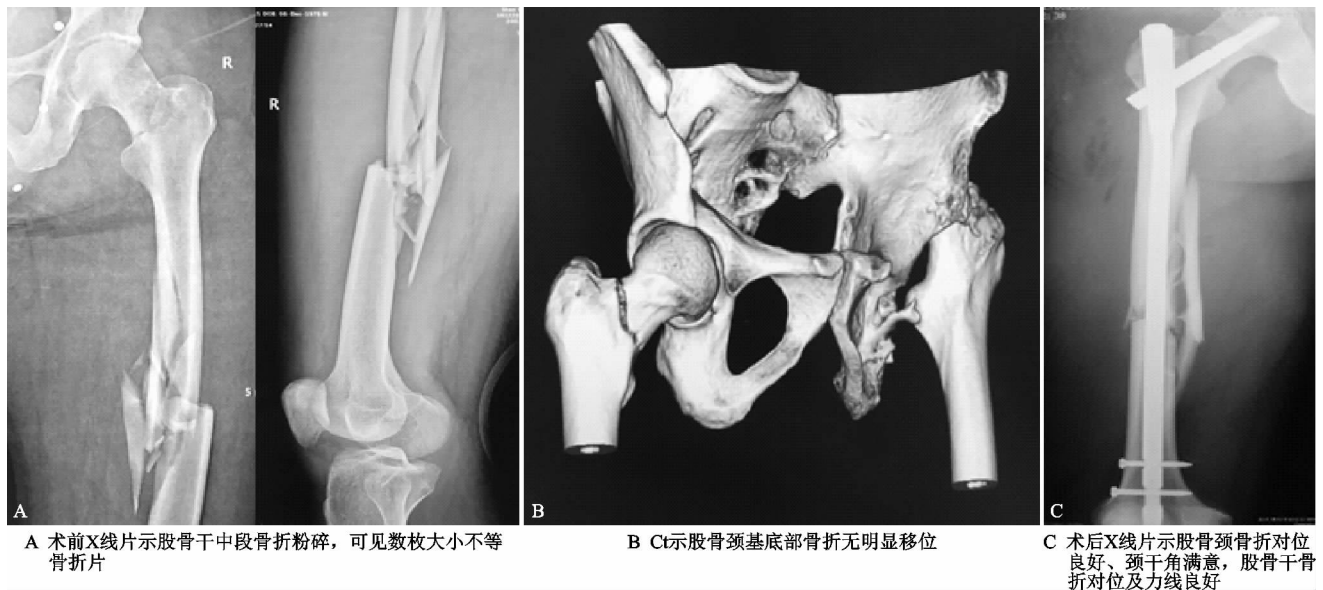 R
R
S
A
B
C
A 术前X线片示股骨干中段骨折粉碎，可见数枚大小不等
骨折片
B Ct示股骨颈基底部骨折无明显移位
C 术后X线片示股骨颈骨折对位
良好、颈干角满意，股骨干骨
折对位及力线良好